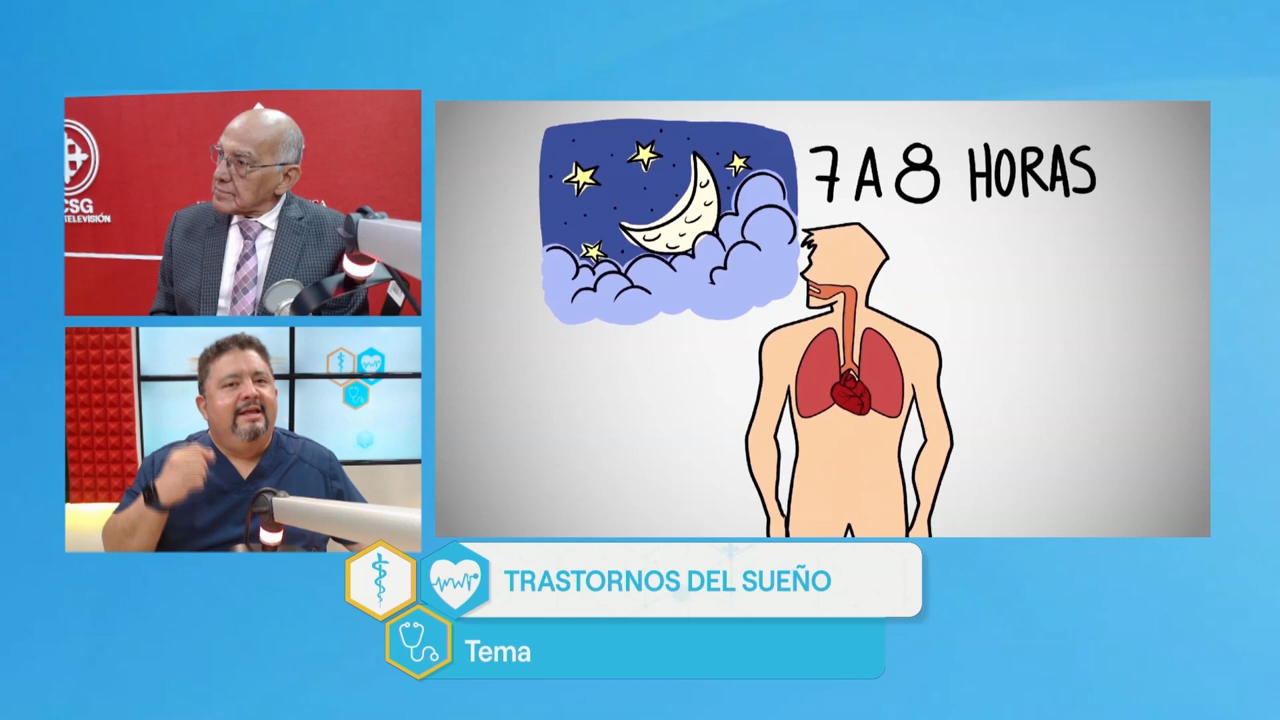 CSG
TELEVISIÓN
7 A 8 HORAS
TRASTORNOS DEL SUEÑO
Tema